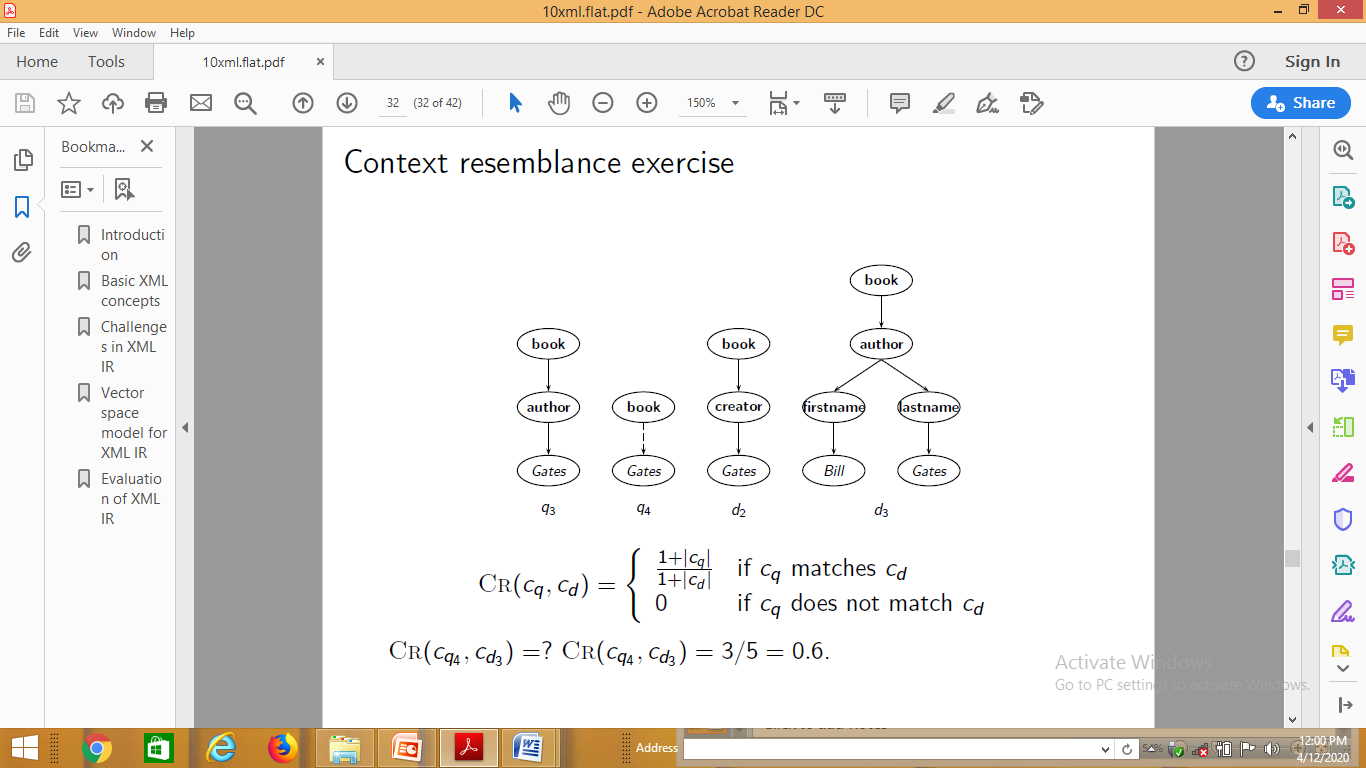 10xml.flat.pdf - Adobe Acrobat Reader DC
File Edit View Window Help
Home Tools 10xml.flat.pdf × Sign In
32 (32 of 42) 150% Share
Bookma...
Introducti
on
Basic XML
concepts
Challenge
s in XML
IR
Vector
space
model for
XML IR
Evaluatio
n of XML
IR
Context resemblance exercise
book
book book author
author book creator firstname lastname
Gates Gates Gates Bill Gates
q3 q4 d2 d3
CR(cq, cd) = { 1+|cq| / 1+|cd| if cq matches cd
0 if cq does not match cd
CR(cq4, cd3) =? CR(cq4, cd3) = 3/5 = 0.6.
Activate Windows
Go to PC settings to activate Windows.
Address
54%
12:00 PM
4/12/2020